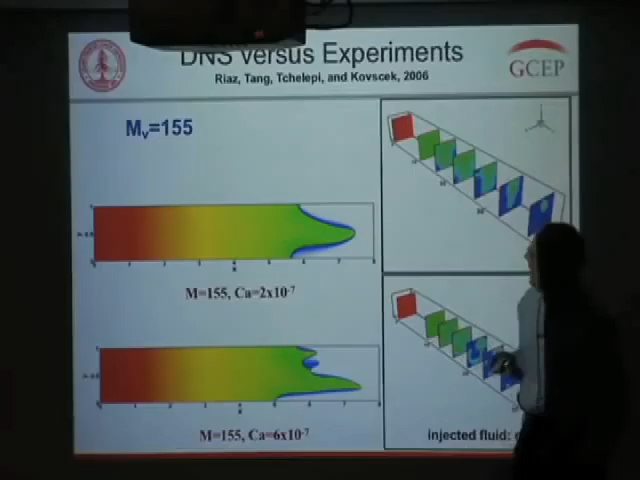 DNS versus Experiments
Riaz, Tang, Tchelepi, and Kovscek, 2006
GCEP
Mv=155
M=155, Ca=2x10-7
M=155, Ca=6x10-7
injected fluid: